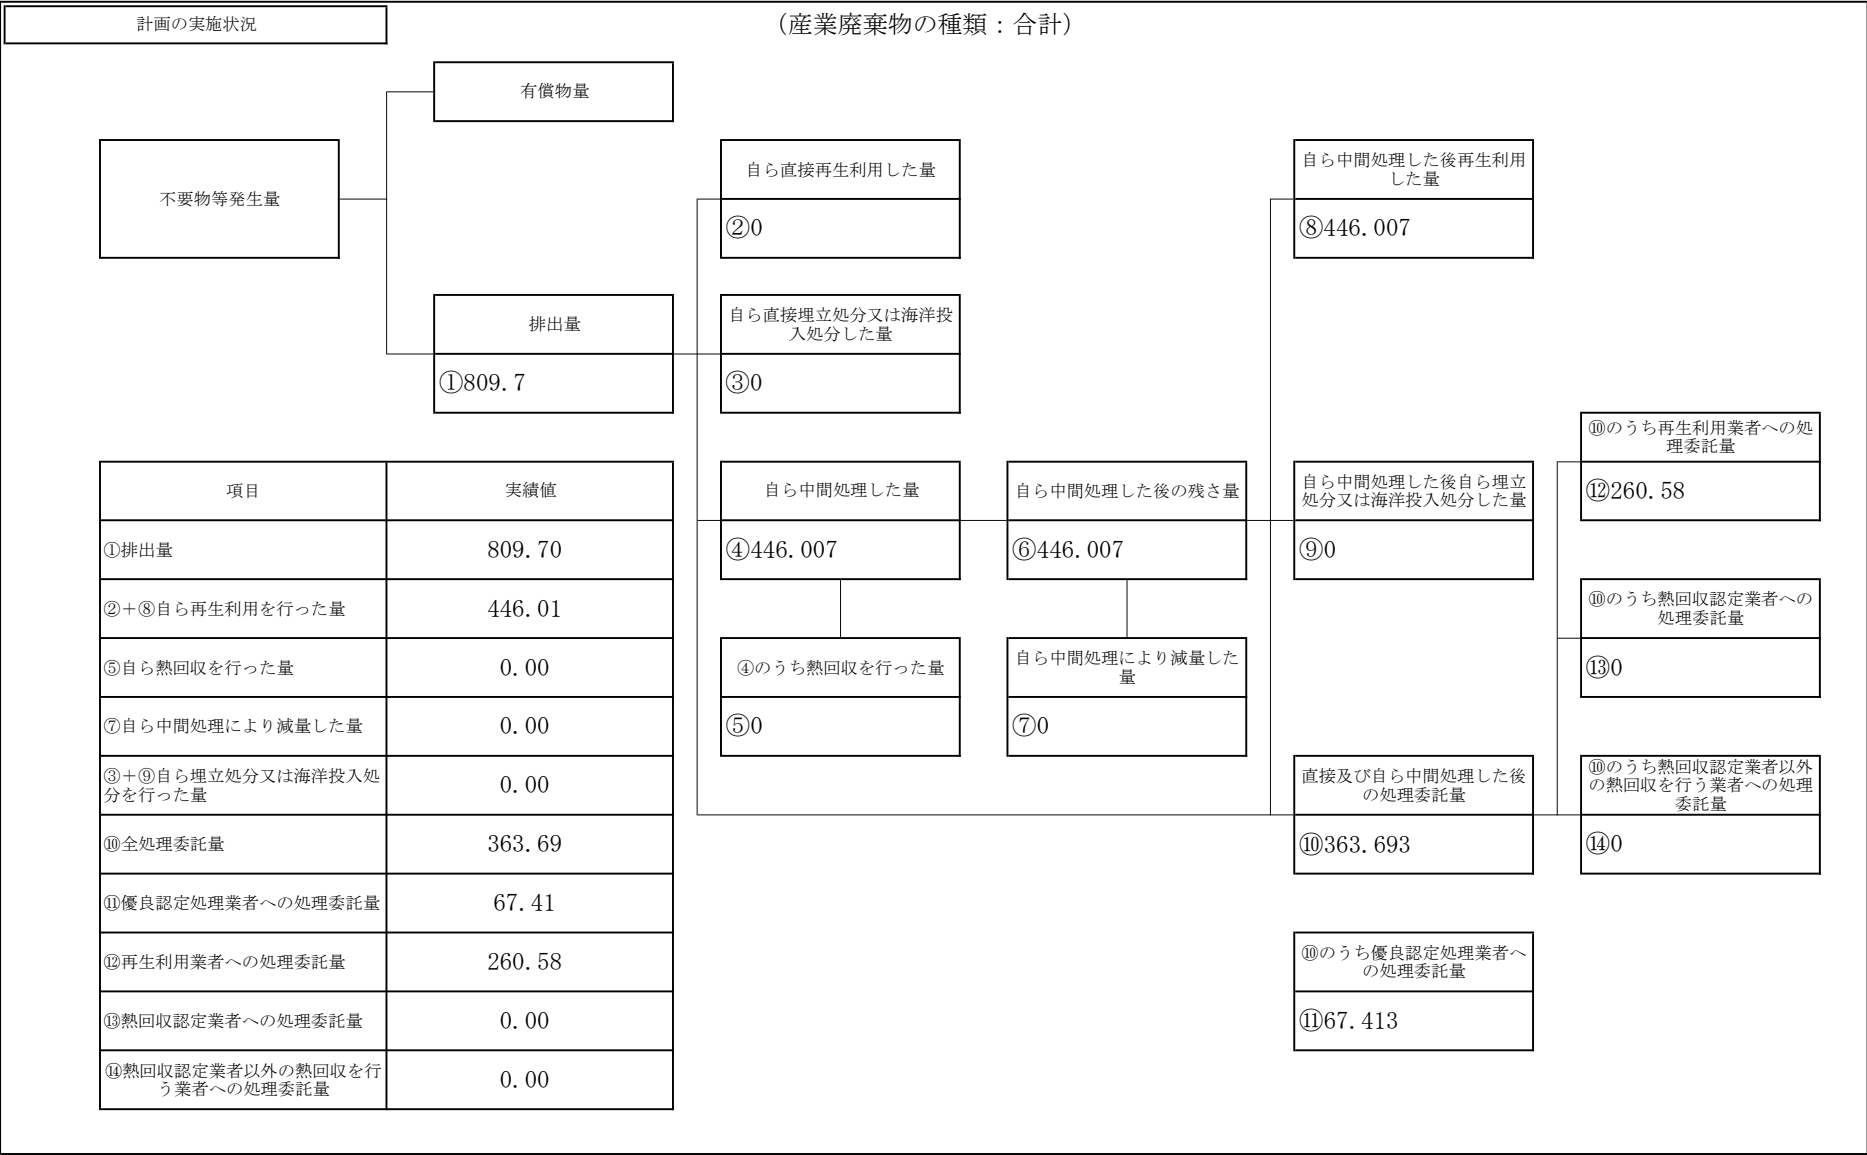 計画の実施状況
（産業廃棄物の種類：合計）
有償物量
不要物等発生量
自ら直接再生利用した量
②0
自ら中間処理した後再生利用
した量
⑧446.007
排出量
①809.7
自ら直接埋立処分又は海洋投
入処分した量
③0
⑩のうち再生利用業者への処
理委託量
⑫260.58
自ら中間処理した量
④446.007
自ら中間処理した後の残さ量
⑥446.007
自ら中間処理した後自ら埋立
処分又は海洋投入処分した量
⑨0
⑩のうち熱回収認定業者への
処理委託量
⑬0
④のうち熱回収を行った量
⑤0
自ら中間処理により減量した
量
⑦0
直接及び自ら中間処理した後
の処理委託量
⑩363.693
⑩のうち熱回収認定業者以外
の熱回収を行う業者への処理
委託量
⑭0
⑩のうち優良認定処理業者へ
の処理委託量
⑪67.413
項目 実績値
①排出量 809.70
②＋⑧自ら再生利用を行った量 446.01
⑤自ら熱回収を行った量 0.00
⑦自ら中間処理により減量した量 0.00
③＋⑨自ら埋立処分又は海洋投入処
分を行った量 0.00
⑩全処理委託量 363.69
⑪優良認定処理業者への処理委託量 67.41
⑫再生利用業者への処理委託量 260.58
⑬熱回収認定業者への処理委託量 0.00
⑭熱回収認定業者以外の熱回収を行
う業者への処理委託量 0.00